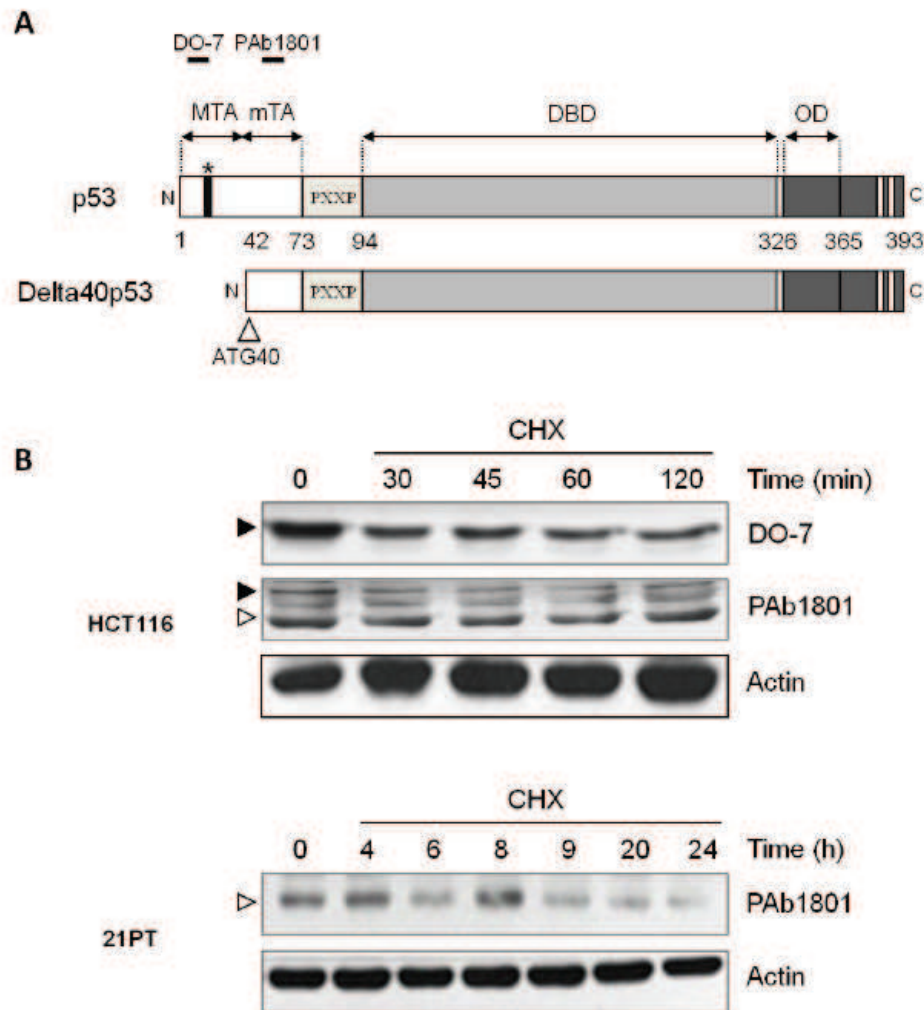 A
DO-7 PAb1801
MTA mTA DBD OD
*
p53 N PXXP C
1 42 73 94 326 365 393
Delta40p53 N PXXP C
ATG40
B
CHX
0 30 45 60 120 Time (min)
DO-7
HCT116
PAb1801
Actin
CHX
0 4 6 8 9 20 24 Time (h)
PAb1801
21PT
Actin